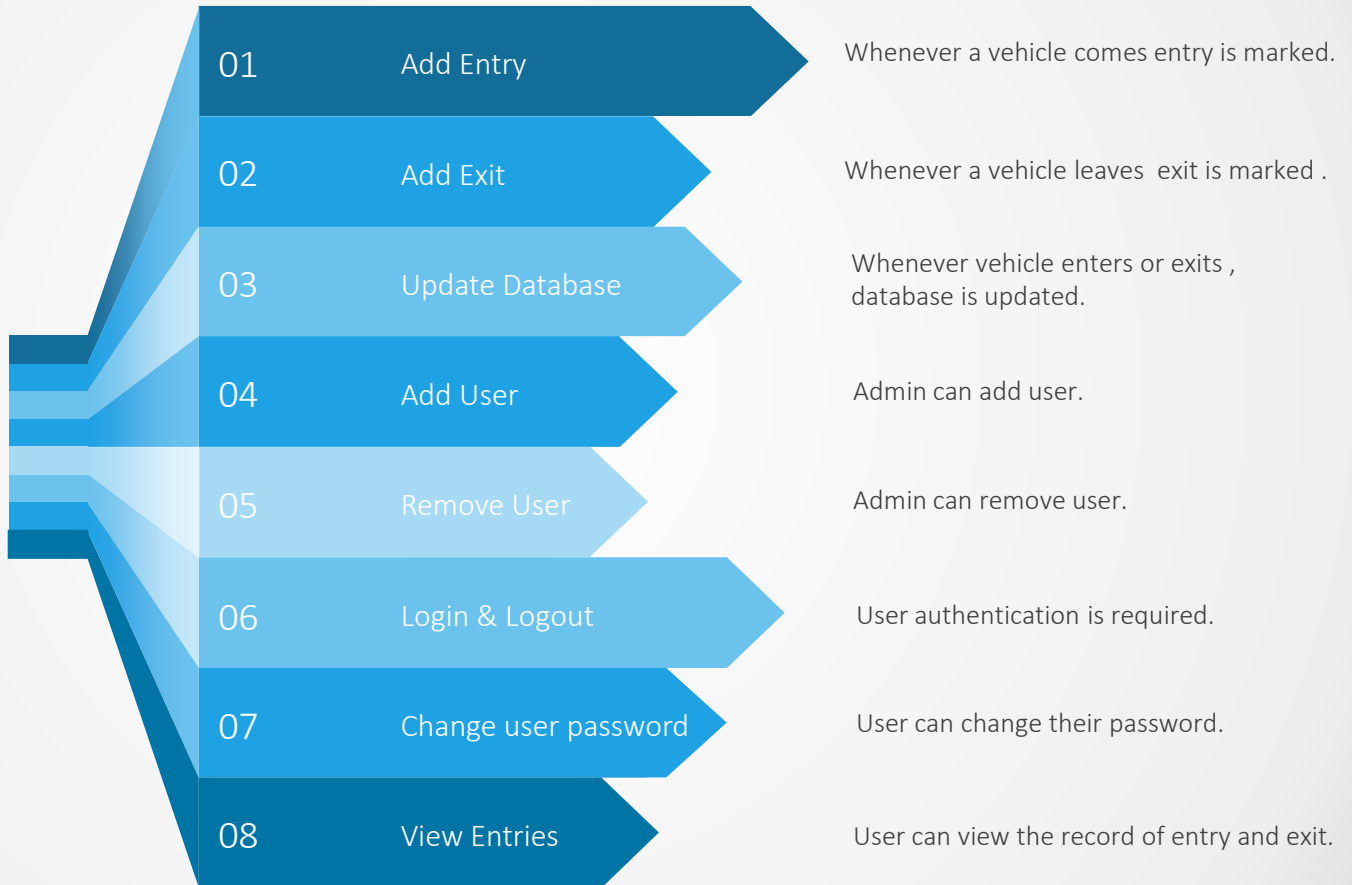 01 Add Entry Whenever a vehicle comes entry is marked.
02 Add Exit Whenever a vehicle leaves  exit is marked .
03 Update Database Whenever vehicle enters or exits ,
database is updated.
04 Add User Admin can add user.
05 Remove User Admin can remove user.
06 Login & Logout User authentication is required.
07 Change user password User can change their password.
08 View Entries User can view the record of entry and exit.